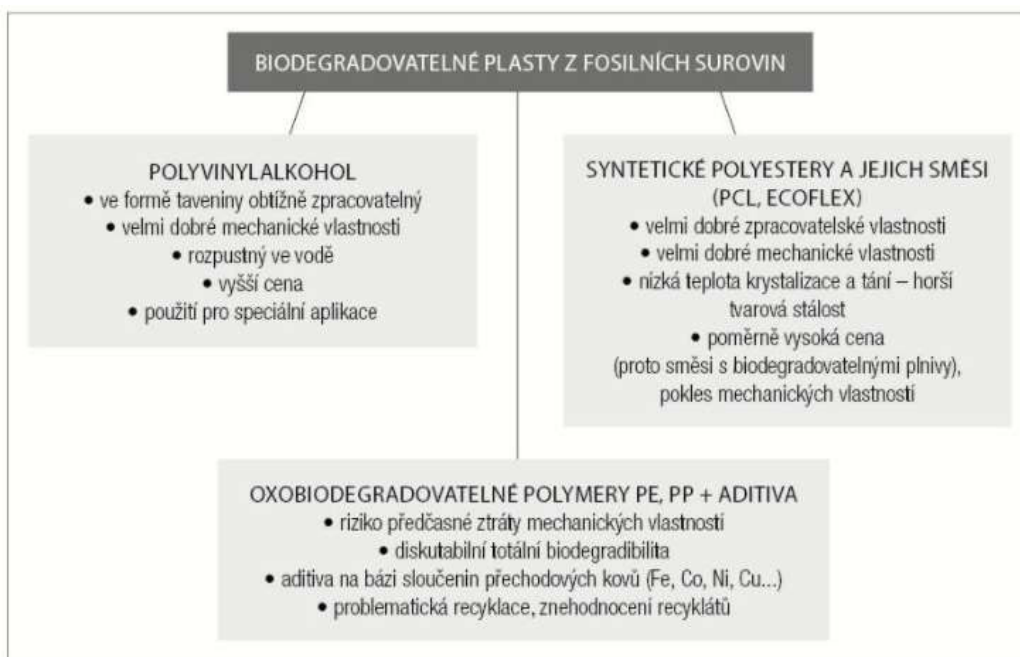 BIODEGRADOVATELNÉ PLASTY Z FOSILNÍCH SUROVIN
POLYVINYLALKOHOL
• ve formě taveniny obtížně zpracovatelný
• velmi dobré mechanické vlastnosti
• rozpustný ve vodě
• vyšší cena
• použití pro speciální aplikace
SYNTETICKÉ POLYESTERY A JEJICH SMĚSI
(PCL, ECOFLEX)
• velmi dobré zpracovatelské vlastnosti
• velmi dobré mechanické vlastnosti
• nízká teplota krystalizace a tání – horší
tvarová stálost
• poměrně vysoká cena
(proto směsi s biodegradovatelnými plnivy),
pokles mechanických vlastností
OXOBIODEGRADOVATELNÉ POLYMERY PE, PP + ADITIVA
• riziko předčasné ztráty mechanických vlastností
• diskutabilní totální biodegradibilita
• aditiva na bázi sloučenin přechodových kovů (Fe, Co, Ni, Cu...)
• problematická recyklace, znehodnocení recyklátů